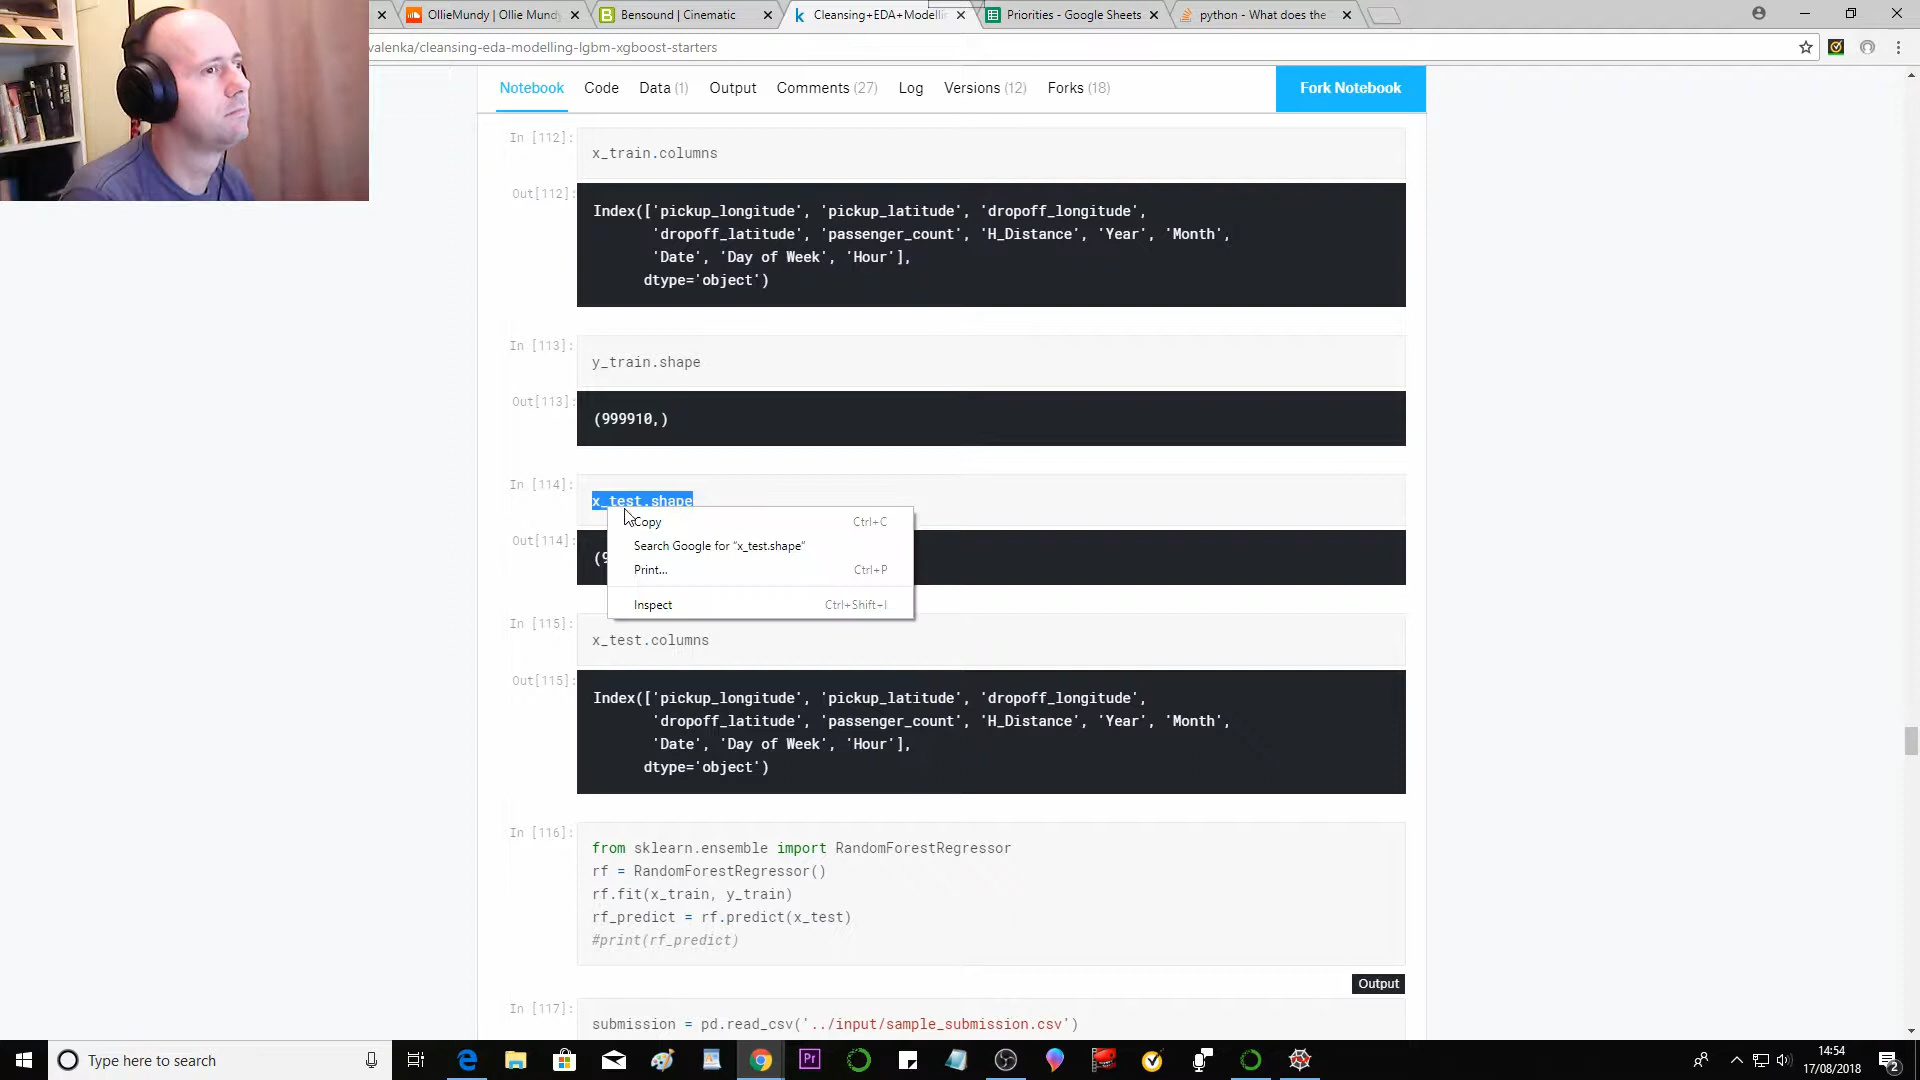 OllieMundy | Ollie Mund
Bensound | Cinematic
Cleansing+EDA+Modellin
Priorities - Google Sheets
python - What does the
valenka/cleansing-eda-modelling-lgbm-xgboost-starters
Notebook Code Data (1) Output Comments (27) Log Versions (12) Forks (18) Fork Notebook
In [112]:
x_train.columns
Out[112]:
Index(['pickup_longitude', 'pickup_latitude', 'dropoff_longitude',
'dropoff_latitude', 'passenger_count', 'H_Distance', 'Year', 'Month',
'Date', 'Day of Week', 'Hour'],
dtype='object')
In [113]:
y_train.shape
Out[113]:
(999910,)
In [114]:
x_test.shape
Copy Ctrl+C
Out[114]:
Search Google for “x_test.shape”
Print... Ctrl+P
Inspect Ctrl+Shift+I
In [115]:
x_test.columns
Out[115]:
Index(['pickup_longitude', 'pickup_latitude', 'dropoff_longitude',
'dropoff_latitude', 'passenger_count', 'H_Distance', 'Year', 'Month',
'Date', 'Day of Week', 'Hour'],
dtype='object')
In [116]:
from sklearn.ensemble import RandomForestRegressor
rf = RandomForestRegressor()
rf.fit(x_train, y_train)
rf_predict = rf.predict(x_test)
#print(rf_predict)
Output
In [117]:
submission = pd.read_csv('../input/sample_submission.csv')
Type here to search
14:54
17/08/2018